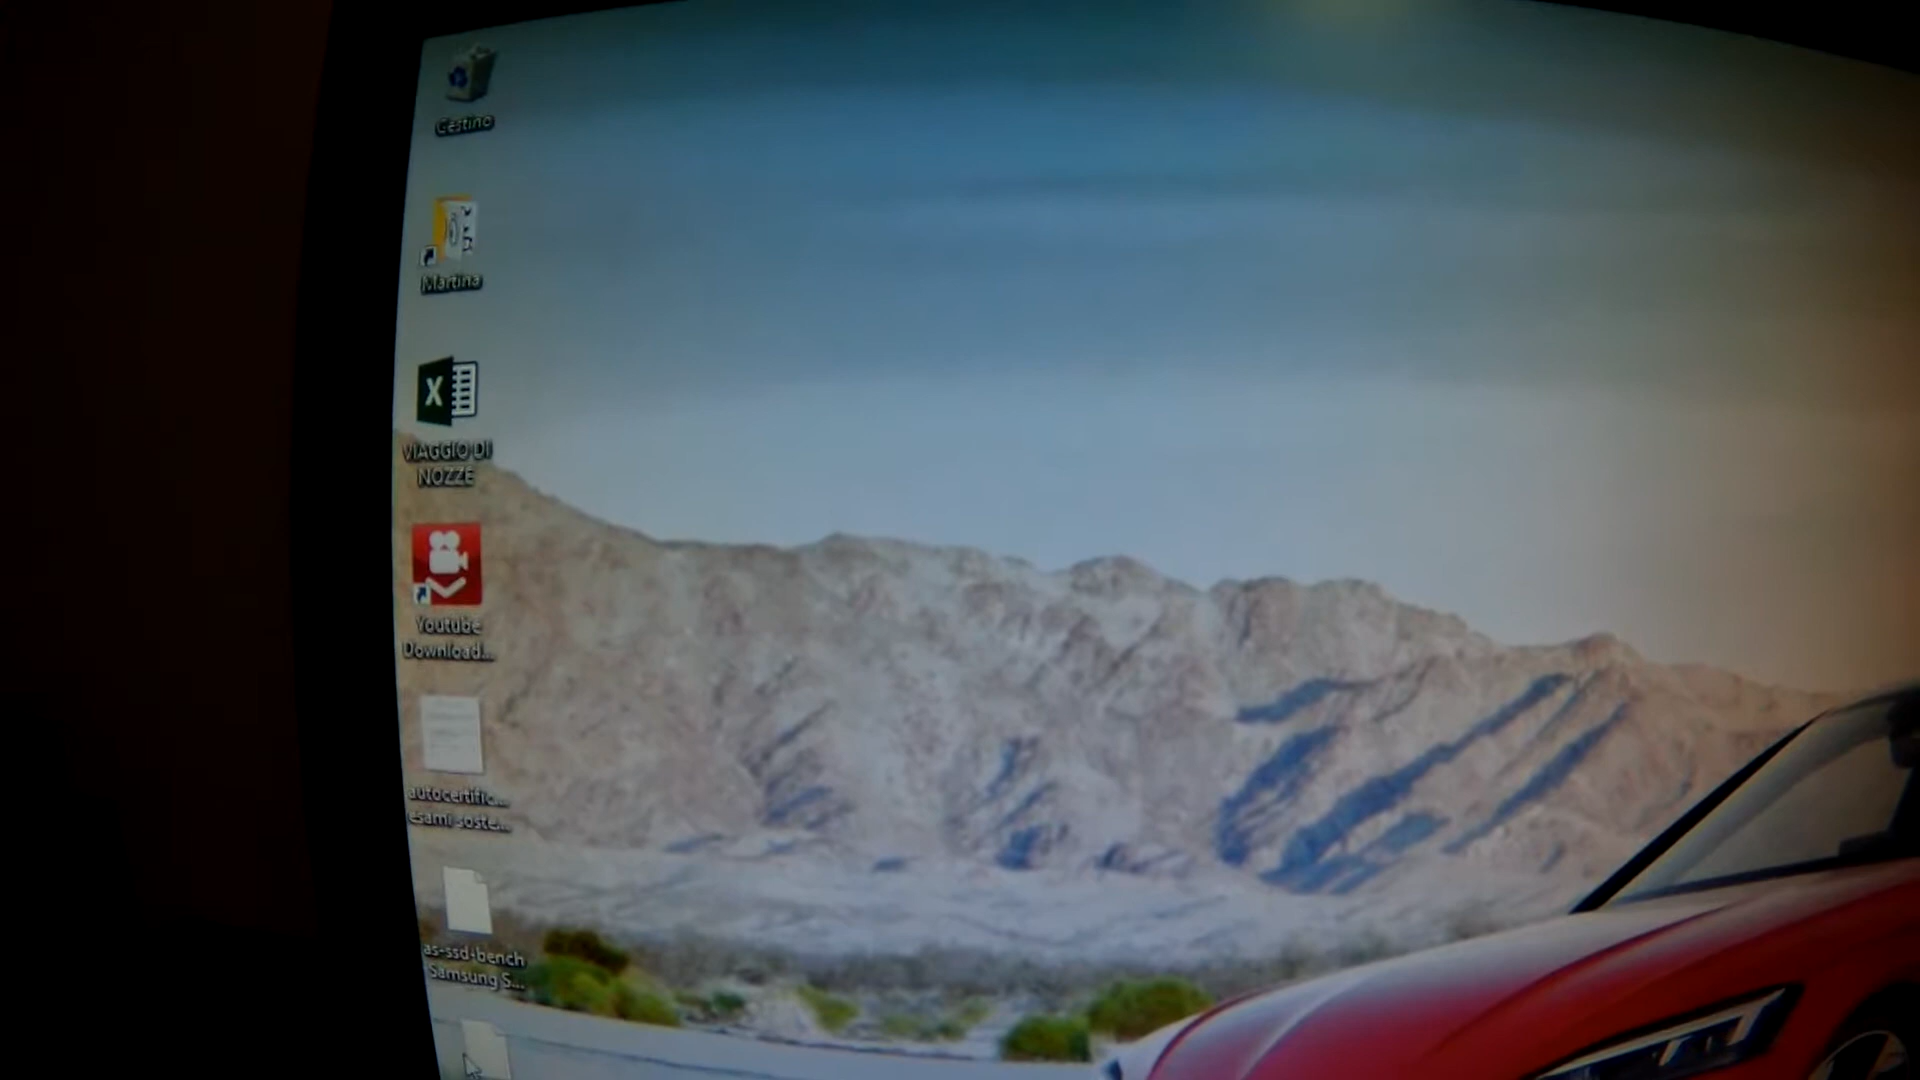 Cestino
Martina
X
VIAGGIO DI
NOZZE
Youtube
Download...
autocertific...
esami soste...
as-ssd-bench
Samsung S...